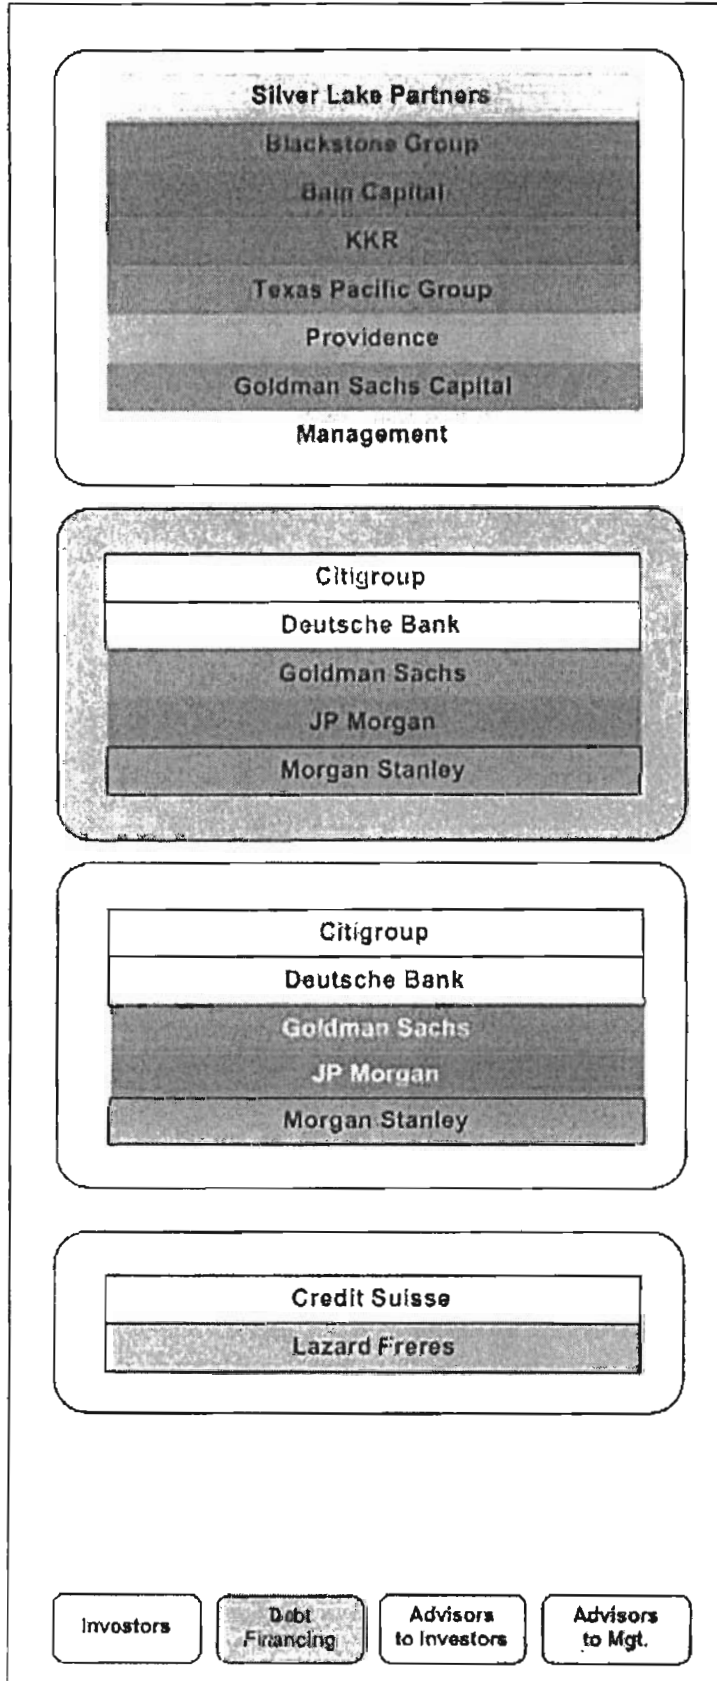 Silver Lake Partners
Blackstone Group
Bain Capital
KKR
Texas Pacific Group
Providence
Goldman Sachs Capital
Management
Citigroup
Deutsche Bank
Goldman Sachs
JP Morgan
Morgan Stanley
Citigroup
Deutsche Bank
Goldman Sachs
JP Morgan
Morgan Stanley
Credit Suisse
Lazard Freres
Investors
Debt
Financing
Advisors
to Investors
Advisors
to Mgt.